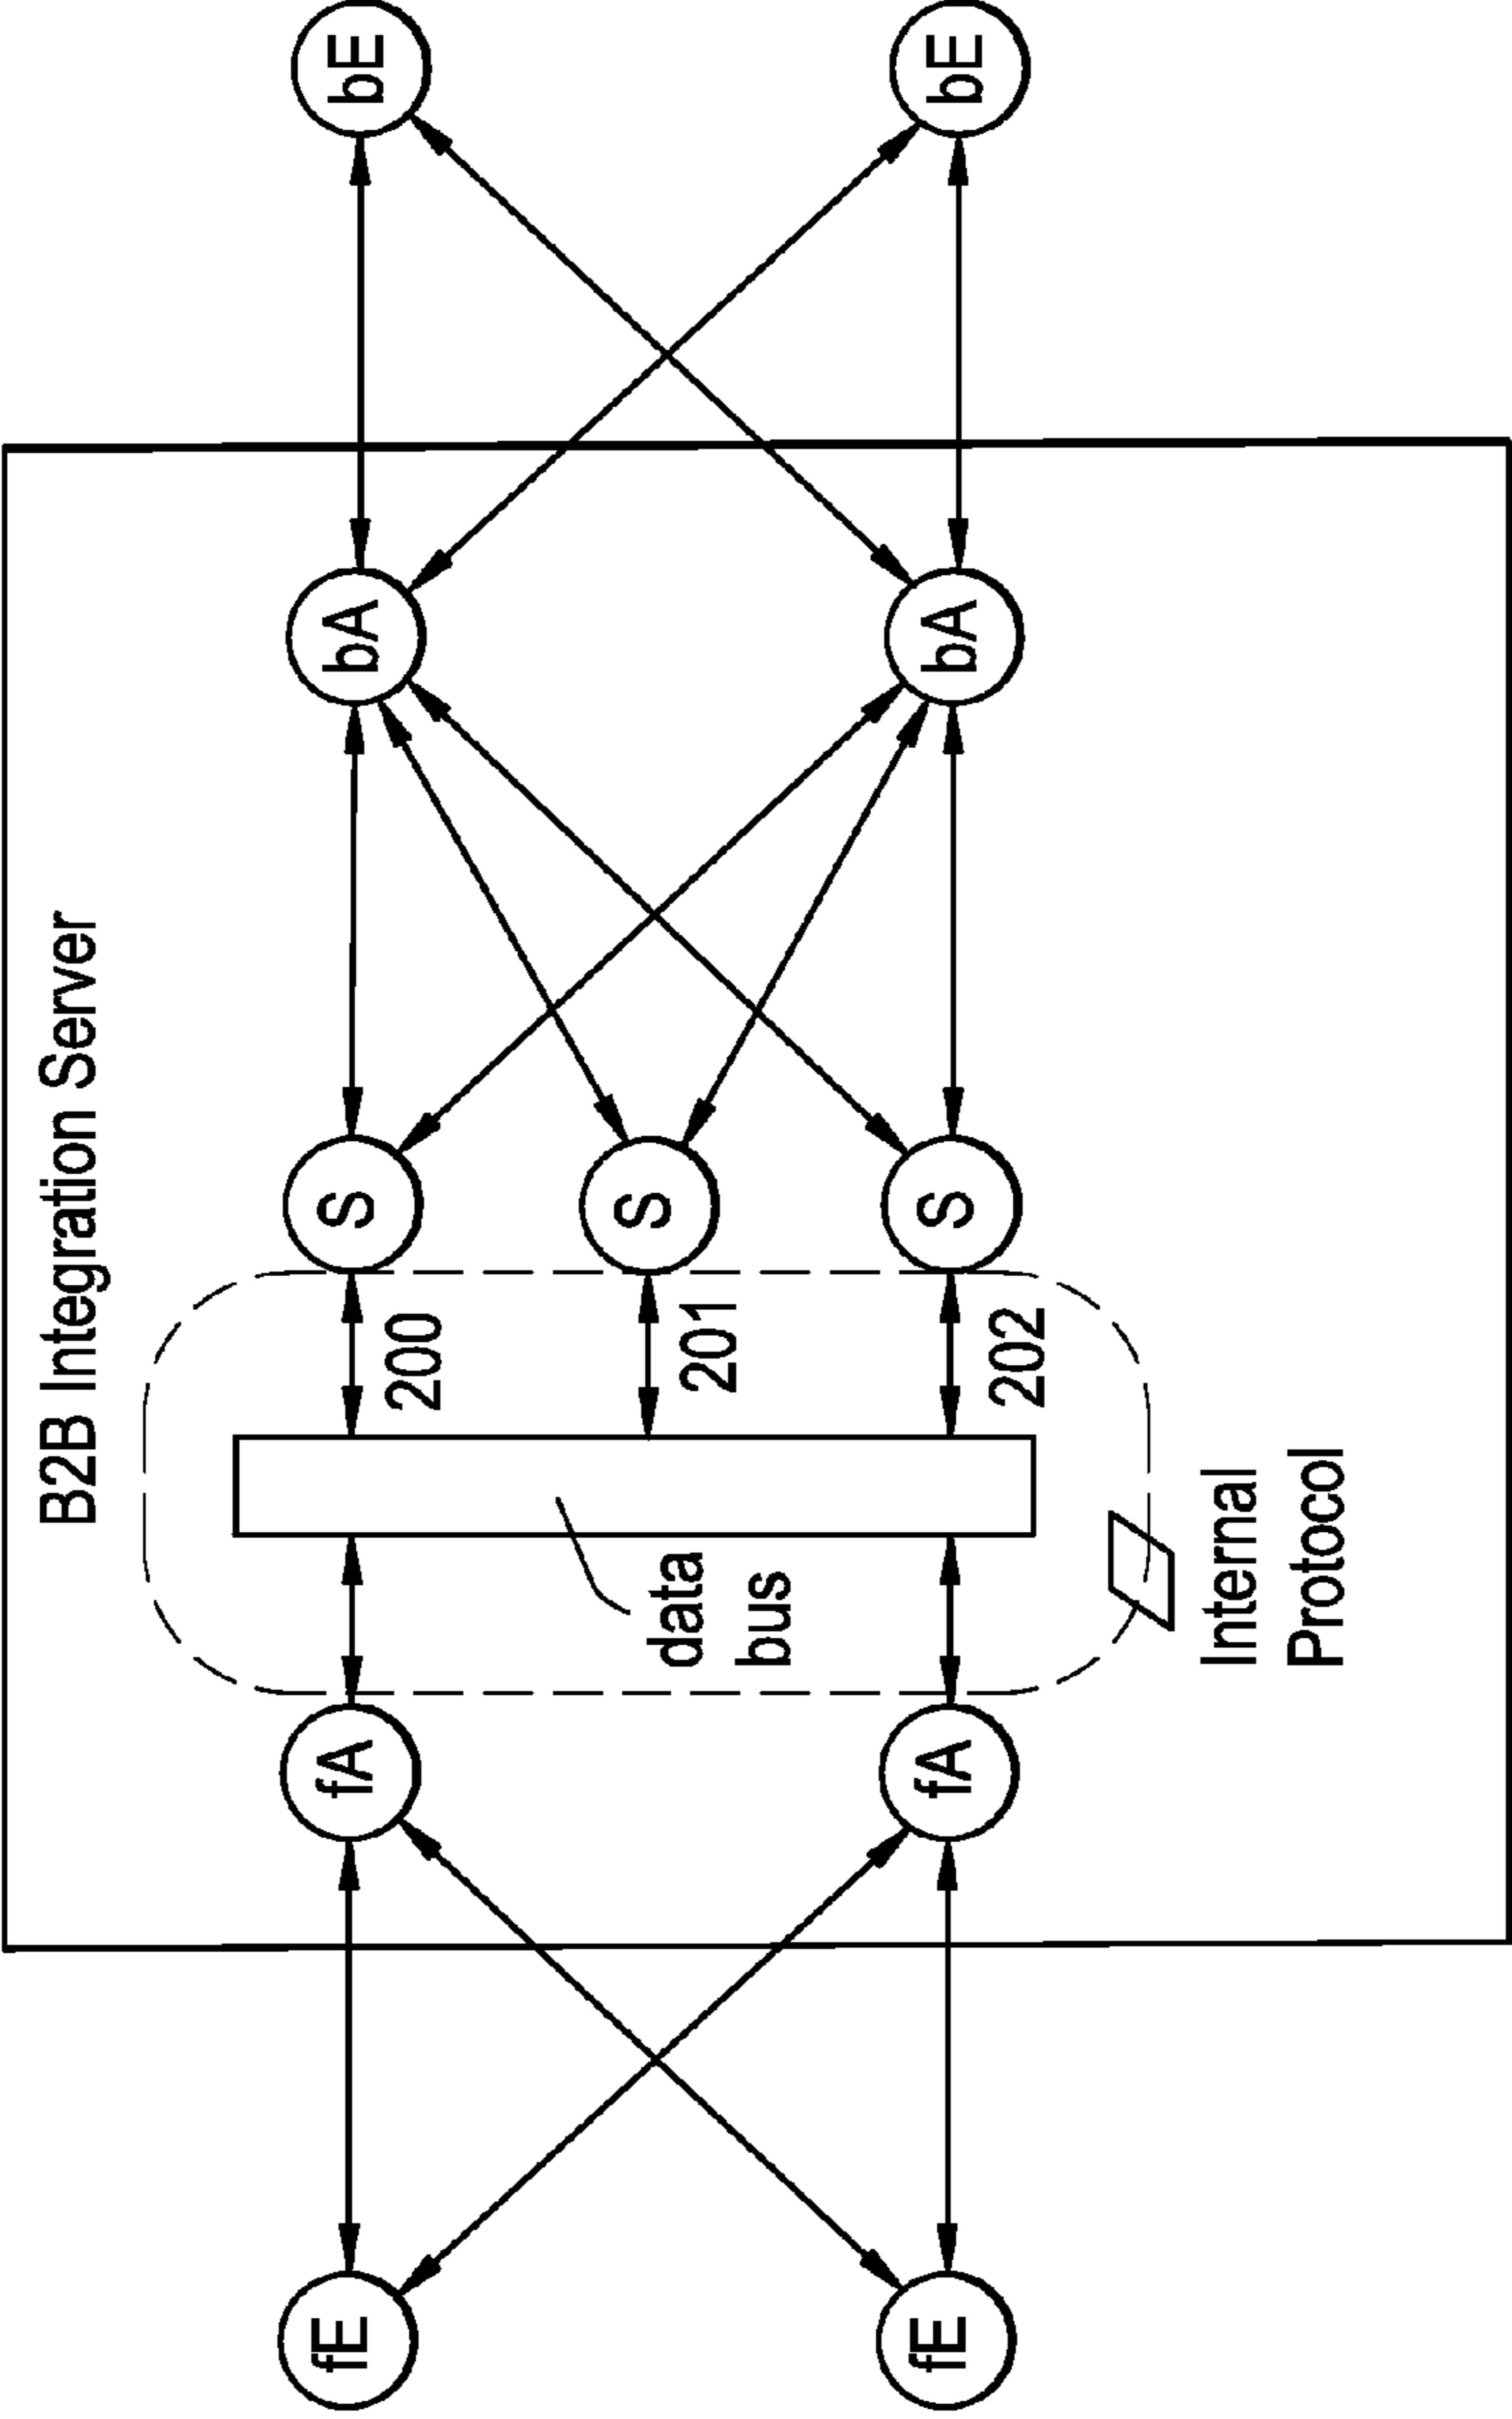 B2B Integration Server
fE
fA
200
S
bA
bE
data
bus
201
S
fE
fA
202
S
bA
bE
Internal
Protocol